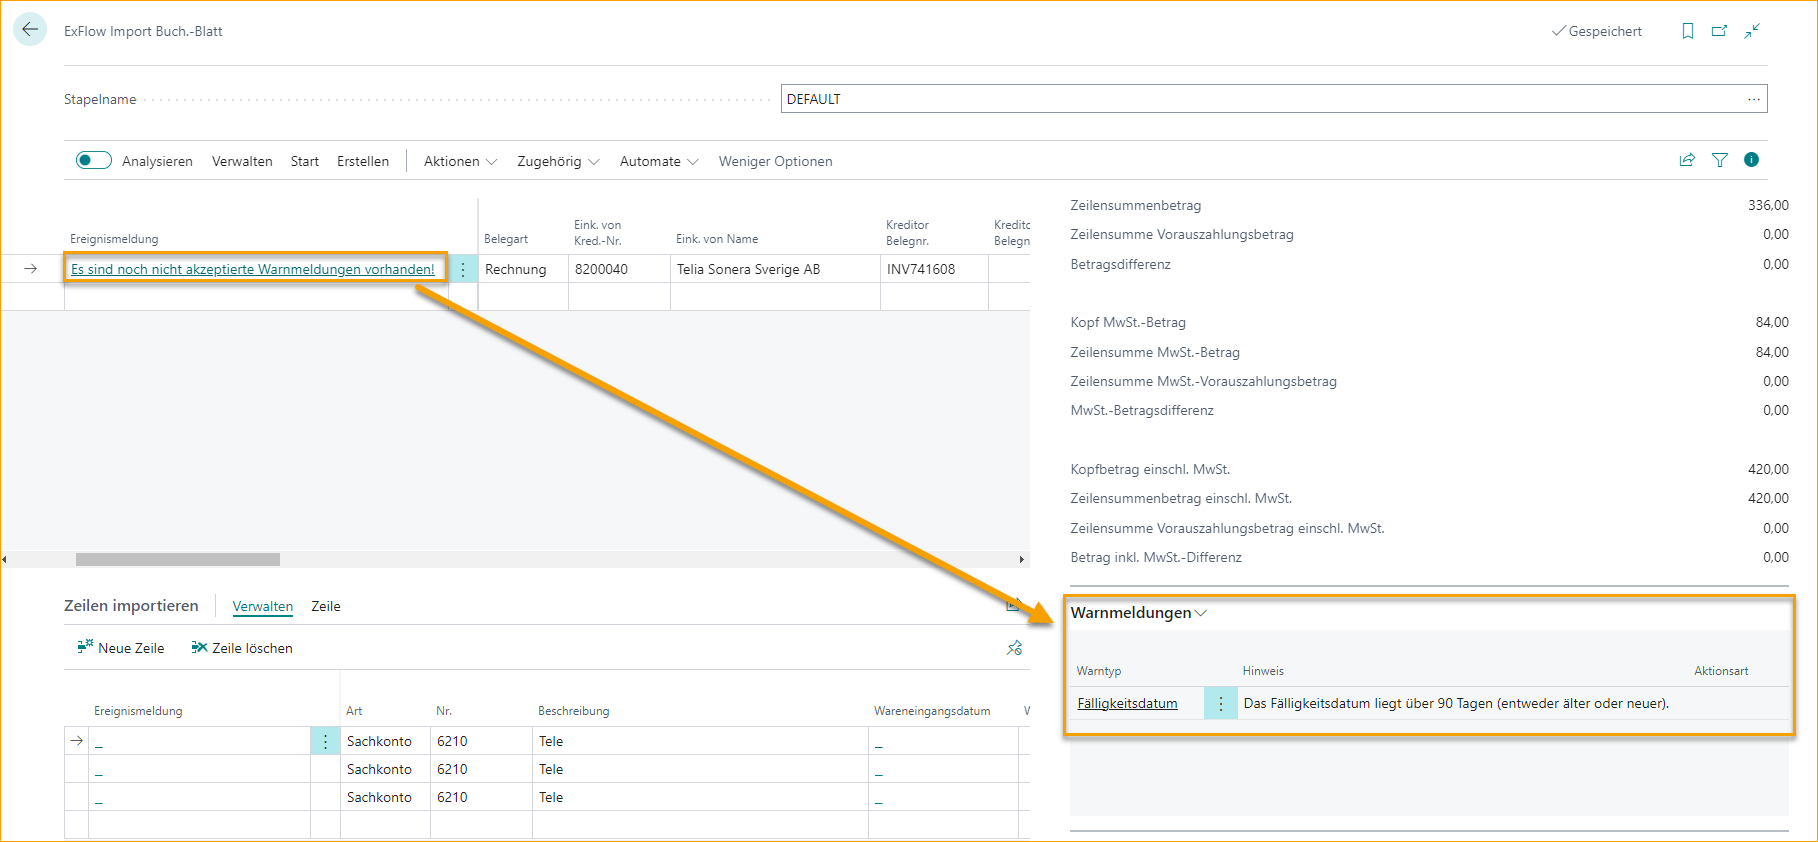 ExFlow Import Buch.-Blatt
Gespeichert
Stapelname
DEFAULT
Analysieren Verwalten Start Erstellen Aktionen Zugehörig Automate Weniger Optionen
Ereignismeldung Belegart Eink. von Kred.-Nr. Eink. von Name Kreditor Belegnr. Kreditc Belegn
Es sind noch nicht akzeptierte Warnmeldungen vorhanden! Rechnung 8200040 Telia Sonera Sverige AB INV741608
Zeilensummenbetrag 336,00
Zeilensumme Vorauszahlungsbetrag 0,00
Betragsdifferenz 0,00
Kopf MwSt.-Betrag 84,00
Zeilensumme MwSt.-Betrag 84,00
Zeilensumme MwSt.-Vorauszahlungsbetrag 0,00
MwSt.-Betragsdifferenz 0,00
Kopfbetrag einschl. MwSt. 420,00
Zeilensummenbetrag einschl. MwSt. 420,00
Zeilensumme Vorauszahlungsbetrag einschl. MwSt. 0,00
Betrag inkl. MwSt.-Differenz 0,00
Zeilen importieren Verwalten Zeile
Neue Zeile Zeile löschen
Ereignismeldung Art Nr. Beschreibung Wareneingangsdatum
_ Sachkonto 6210 Tele _
_ Sachkonto 6210 Tele _
_ Sachkonto 6210 Tele _
Warnmeldungen
Warntyp Hinweis Aktionsart
Fälligkeitsdatum Das Fälligkeitsdatum liegt über 90 Tagen (entweder älter oder neuer).